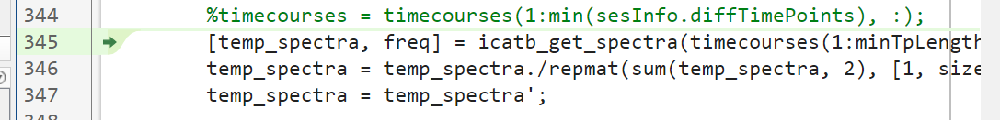 344 %timecourses = timecourses(1:min(sesInfo.diffTimePoints), :);
345 [temp_spectra, freq] = icatb_get_spectra(timecourses(1:minTpLength
346 temp_spectra = temp_spectra./repmat(sum(temp_spectra, 2), [1, size
347 temp_spectra = temp_spectra';